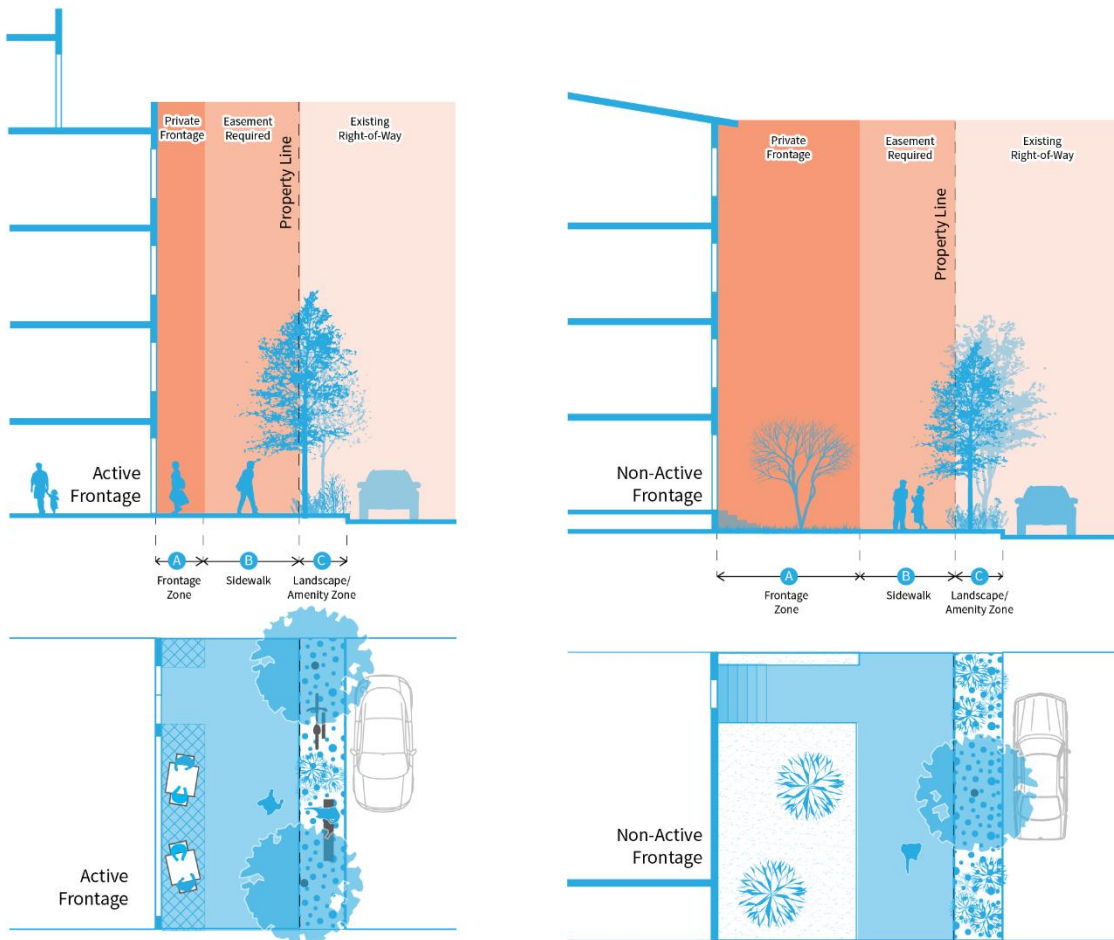 Private
Frontage
Easement
Required
Existing
Right-of-Way
Property Line
Active
Frontage
A
B
C
Frontage
Zone
Sidewalk
Landscape/
Amenity Zone
Active
Frontage
Private
Frontage
Easement
Required
Existing
Right-of-Way
Property Line
Non-Active
Frontage
A
B
C
Frontage
Zone
Sidewalk
Landscape/
Amenity Zone
Non-Active
Frontage